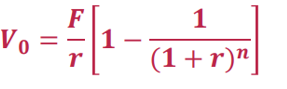 V₀ = F/r [1 − 1/(1 + r)ⁿ]